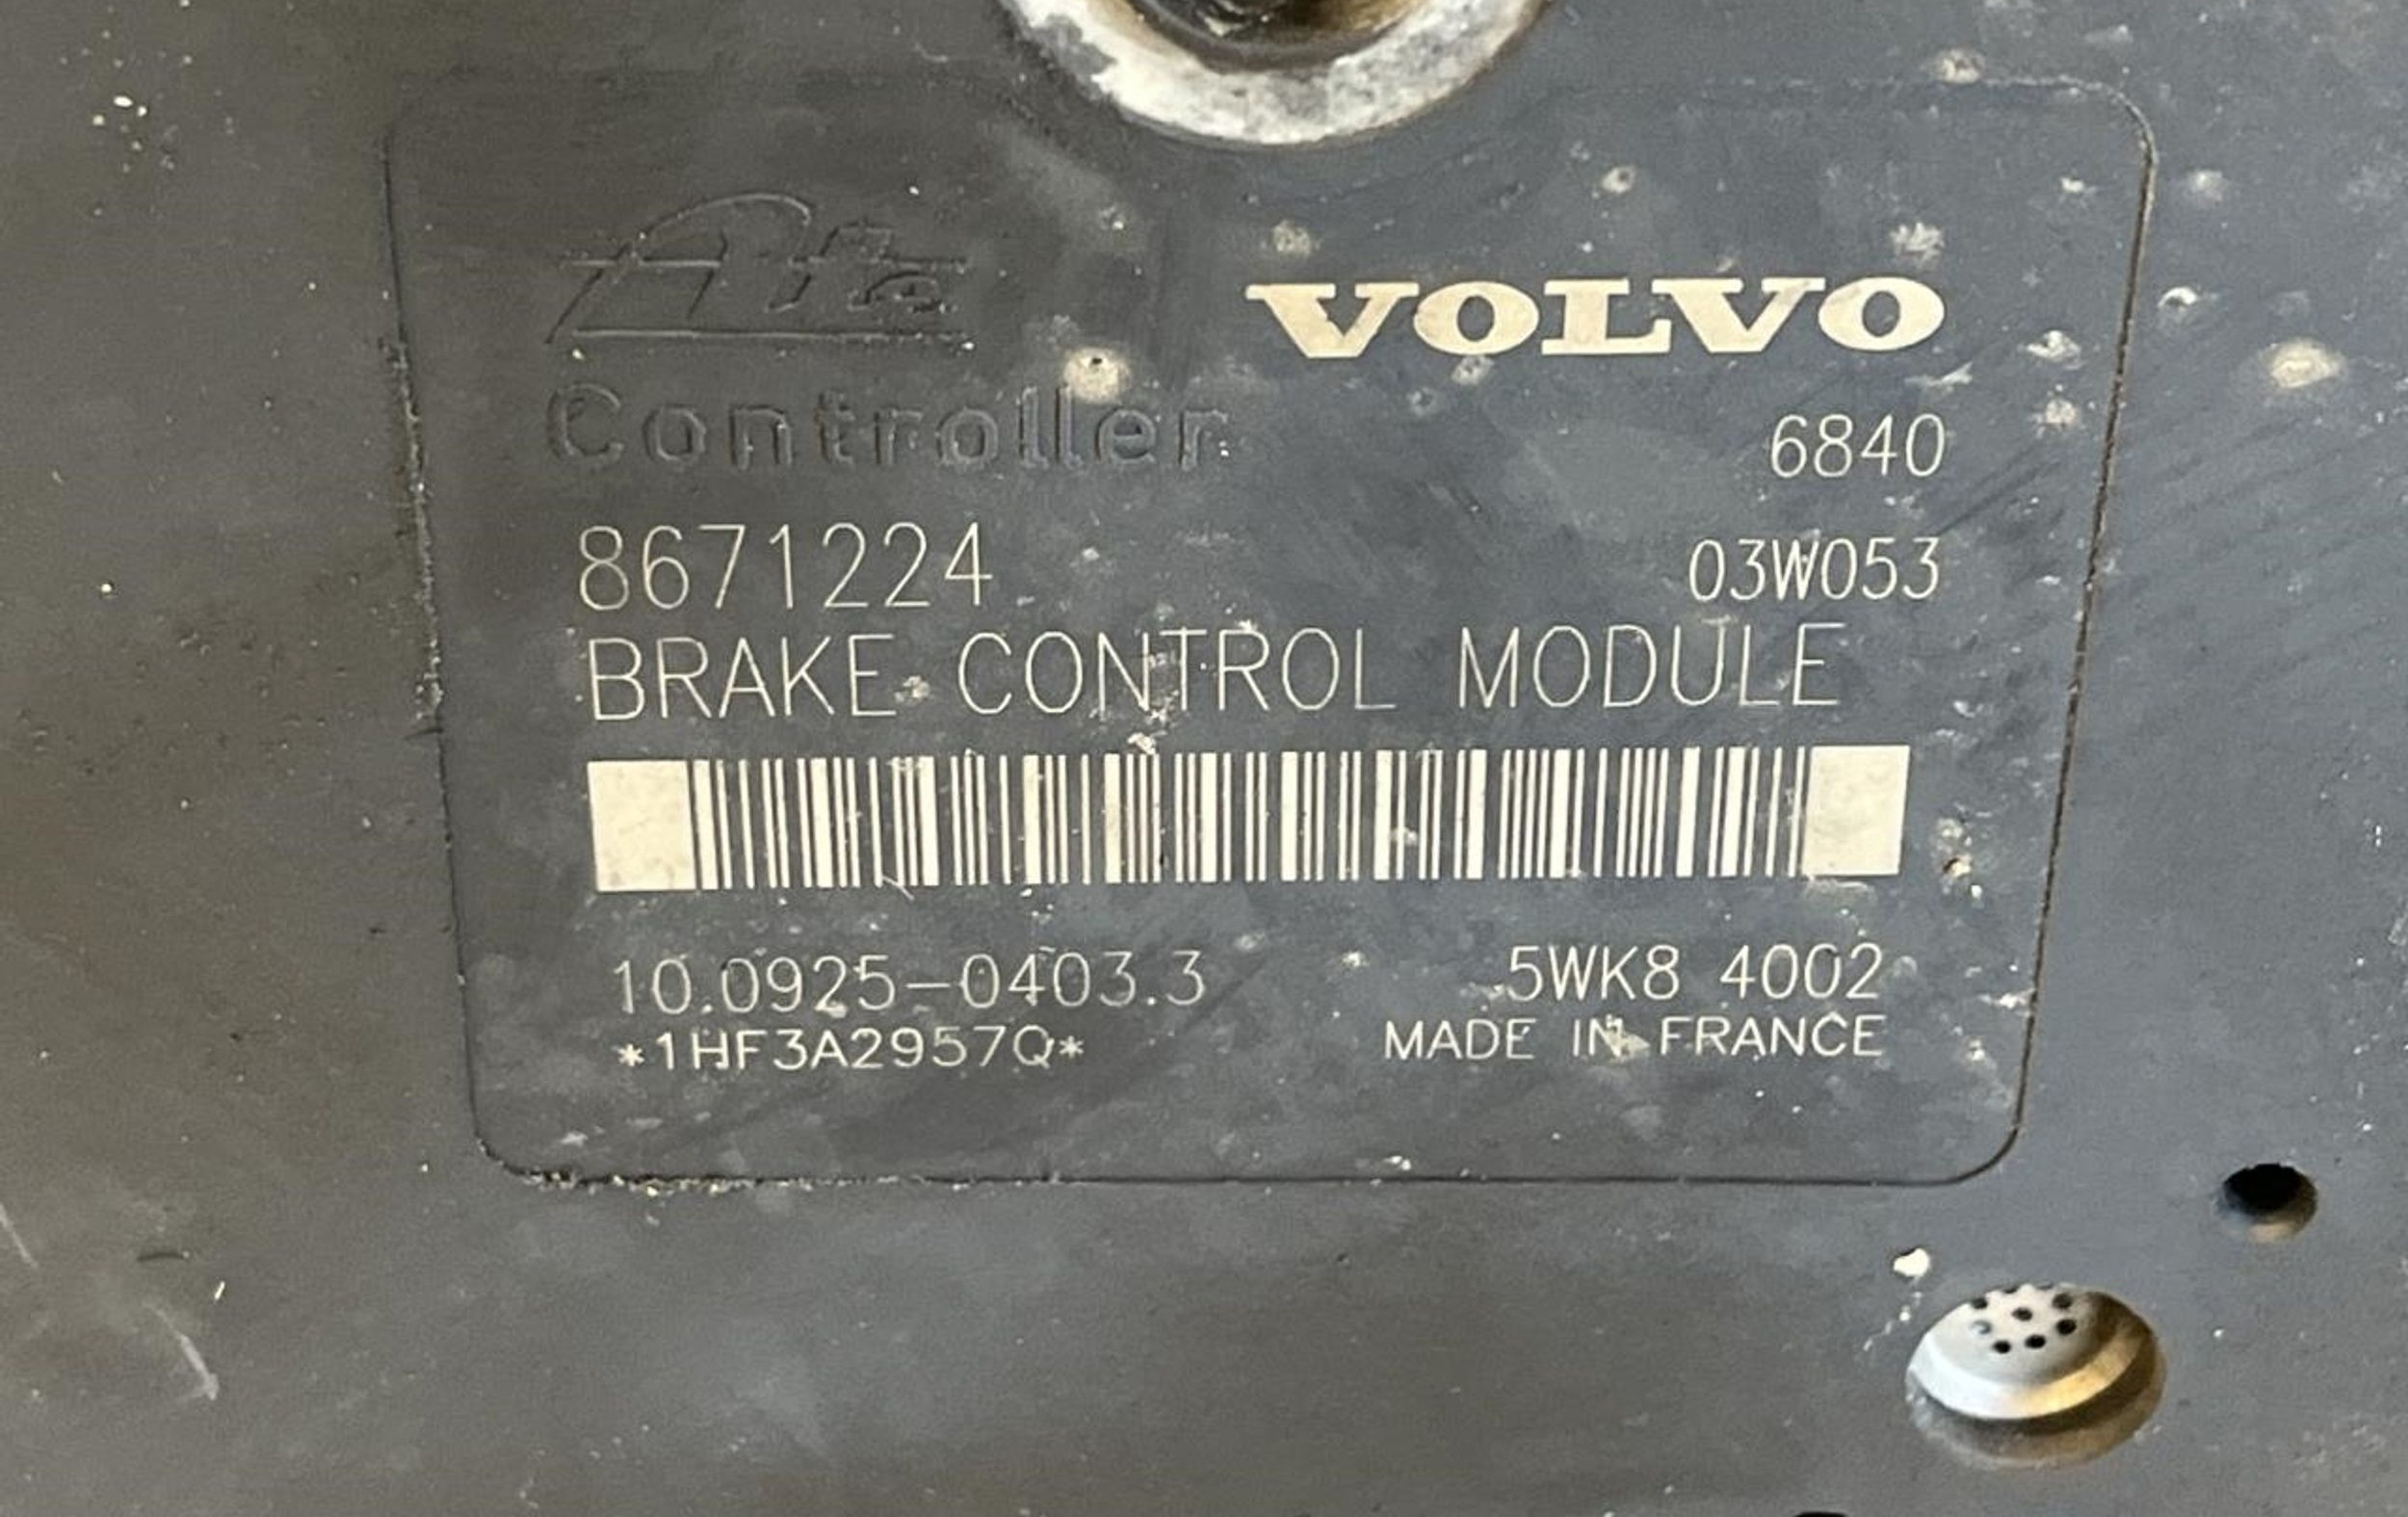 Ate
VOLVO
Controller
6840
8671224
03W053
BRAKE CONTROL MODULE
10.0925-0403.3
5WK8 4002
*1HF3A2957Q*
MADE IN FRANCE